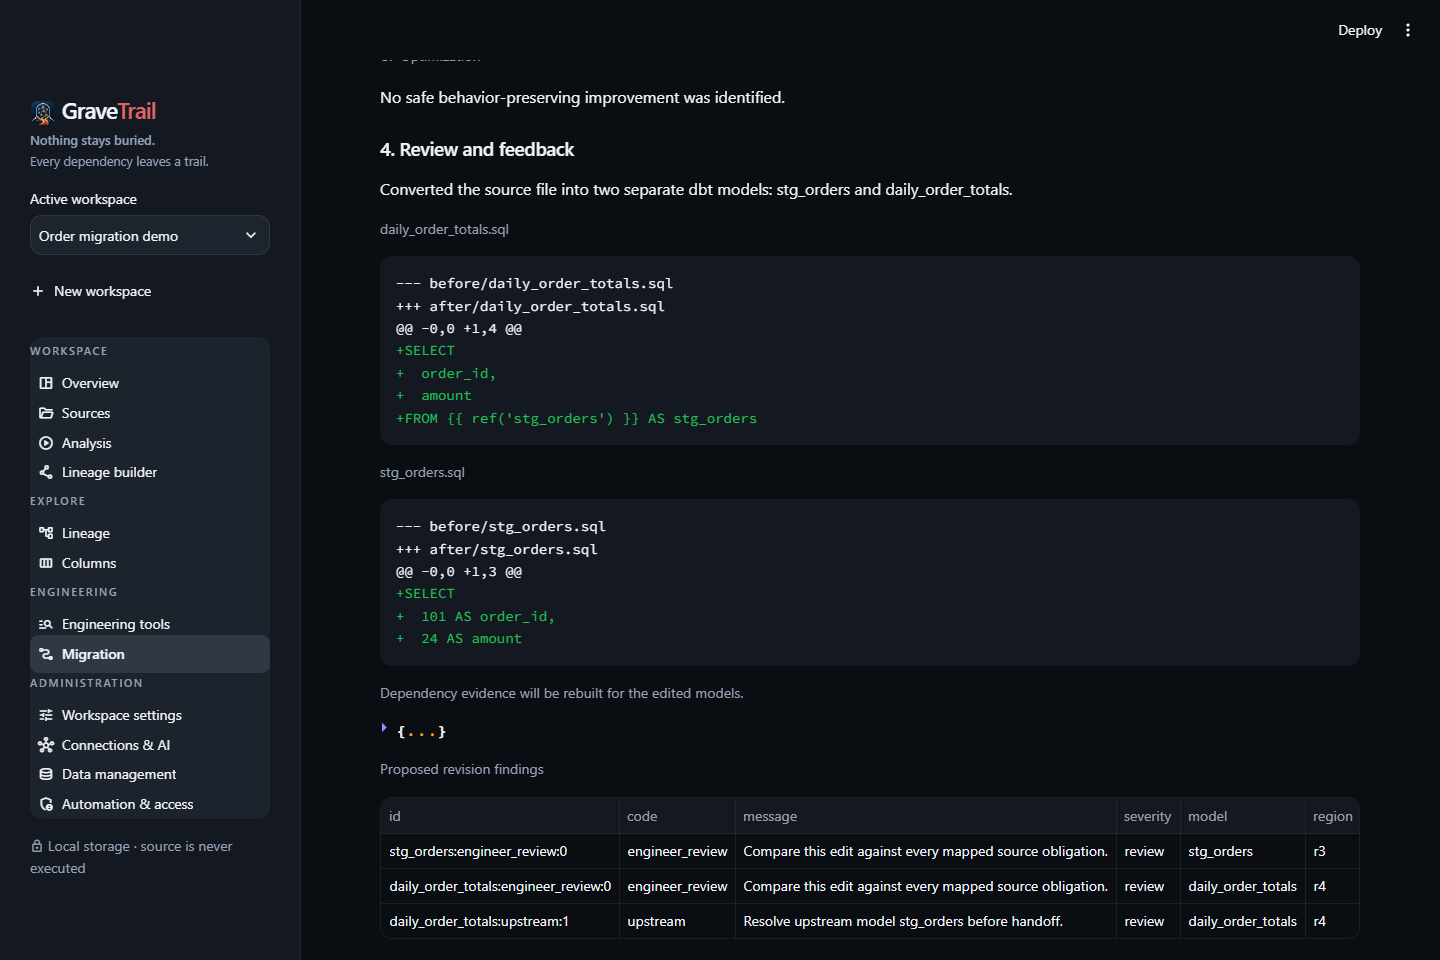 Deploy
GraveTrail
Nothing stays buried.
Every dependency leaves a trail.
Active workspace
Order migration demo
New workspace
WORKSPACE
Overview
Sources
Analysis
Lineage builder
EXPLORE
Lineage
Columns
ENGINEERING
Engineering tools
Migration
ADMINISTRATION
Workspace settings
Connections & AI
Data management
Automation & access
Local storage · source is never
executed
No safe behavior-preserving improvement was identified.
4. Review and feedback
Converted the source file into two separate dbt models: stg_orders and daily_order_totals.
daily_order_totals.sql
--- before/daily_order_totals.sql
+++ after/daily_order_totals.sql
@@ -0,0 +1,4 @@
+SELECT
+  order_id,
+  amount
+FROM {{ ref('stg_orders') }} AS stg_orders
stg_orders.sql
--- before/stg_orders.sql
+++ after/stg_orders.sql
@@ -0,0 +1,3 @@
+SELECT
+  101 AS order_id,
+  24 AS amount
Dependency evidence will be rebuilt for the edited models.
{...}
Proposed revision findings
id code message severity model region
stg_orders:engineer_review:0 engineer_review Compare this edit against every mapped source obligation. review stg_orders r3
daily_order_totals:engineer_review:0 engineer_review Compare this edit against every mapped source obligation. review daily_order_totals r4
daily_order_totals:upstream:1 upstream Resolve upstream model stg_orders before handoff. review daily_order_totals r4